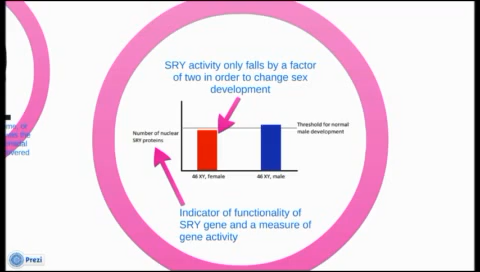 SRY activity only falls by a factor
of two in order to change sex
development
Threshold for normal
male development
Number of nuclear
SRY proteins
46 XY, female
46 XY, male
Indicator of functionality of
SRY gene and a measure of
gene activity
overed
Prezi